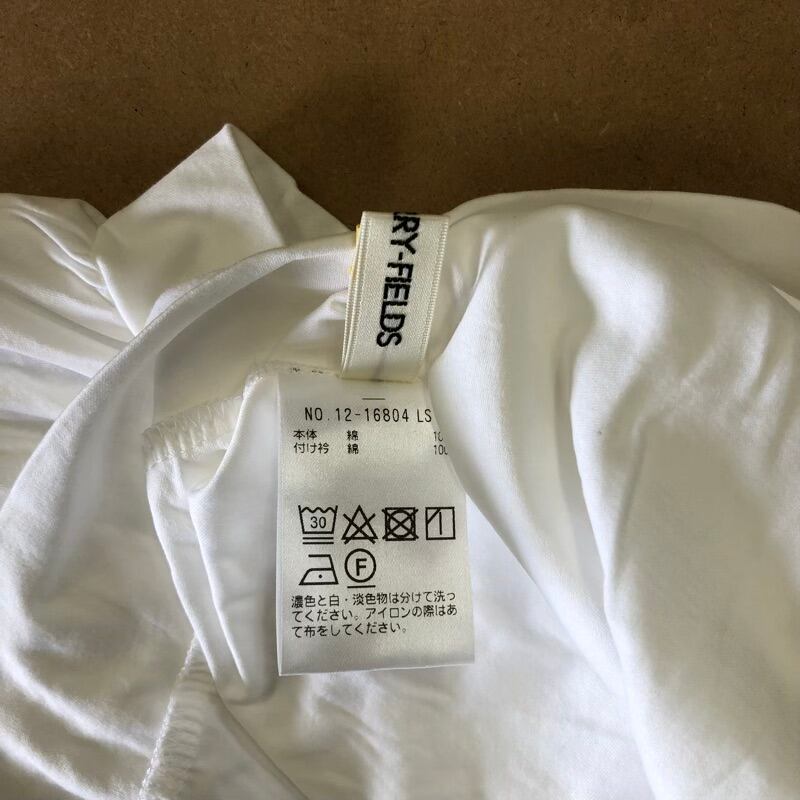 RY-FIELDS
NO.12-16804 LS
本体 綿
付け衿 綿
30
F
濃色と白・淡色物は分けて洗っ
てください。アイロンの際はあ
て布をしてください。